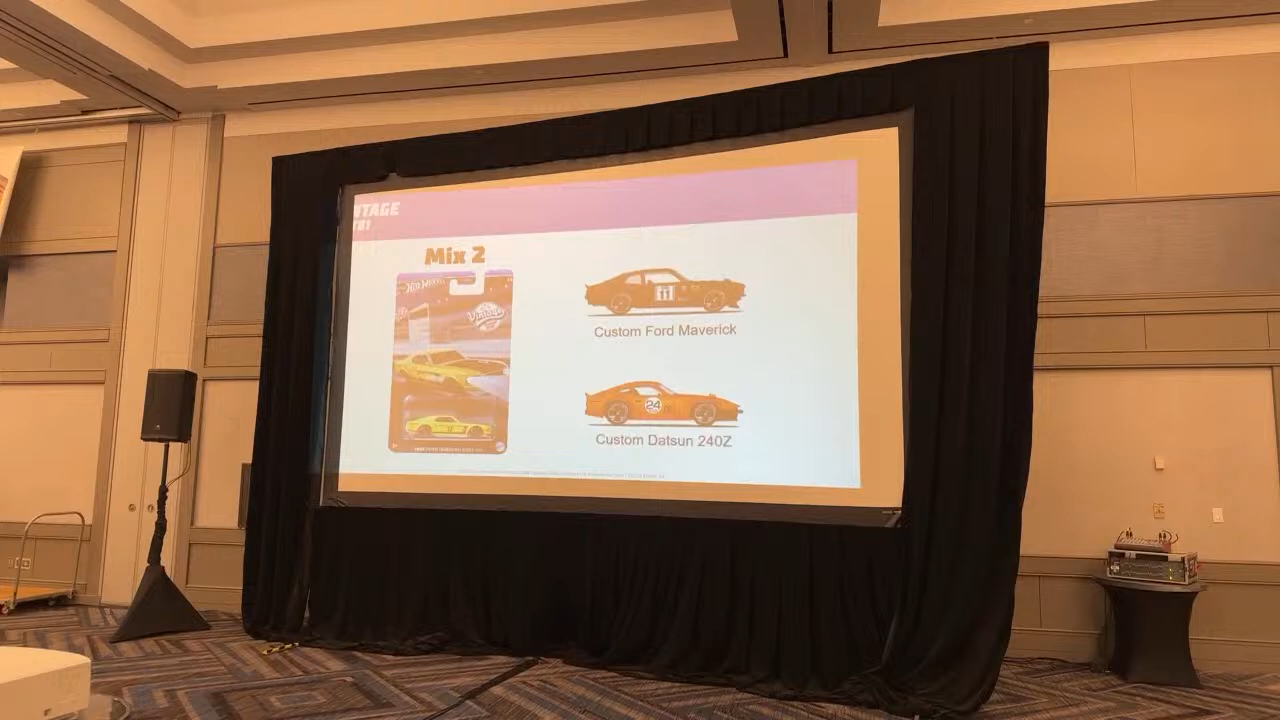 NTAGE
Mix 2
HOT WHEELS
Vintage
11
Custom Ford Maverick
24
Custom Datsun 240Z